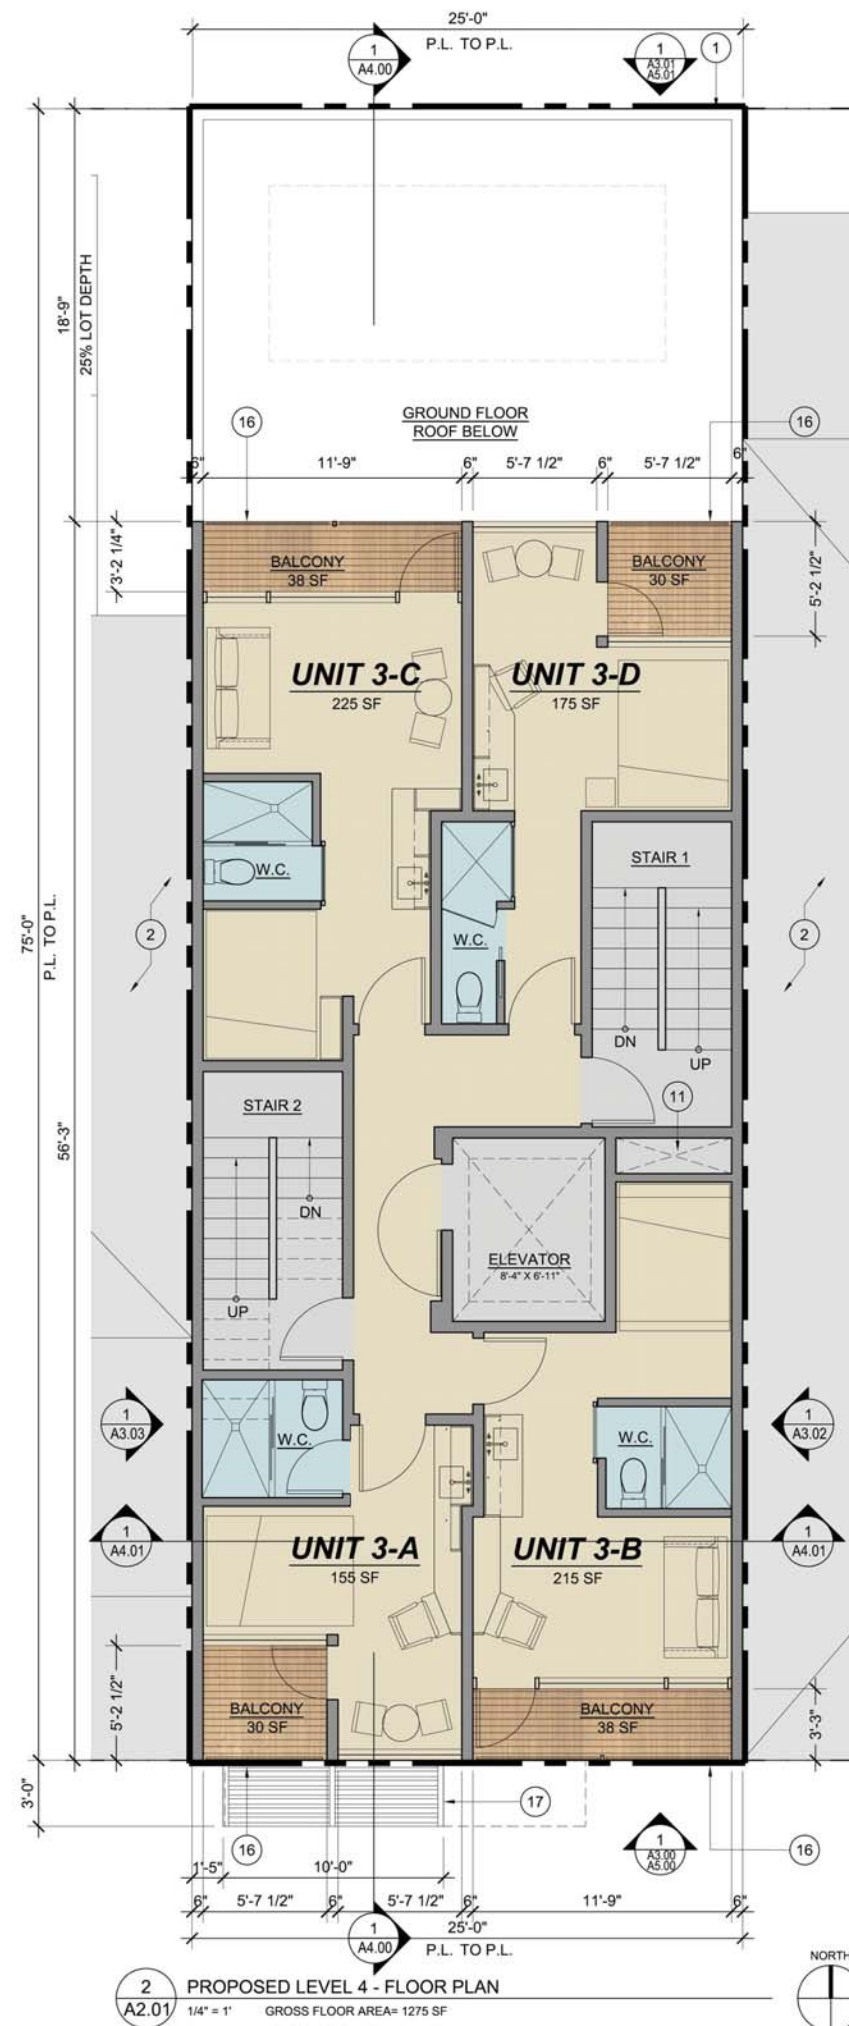 25'-0"
P.L. TO P.L.
1
A4.00
1
A3.01
A5.01
1
18'-9"
25% LOT DEPTH
GROUND FLOOR
ROOF BELOW
16
16
6"
11'-9"
6"
5'-7 1/2"
6"
5'-7 1/2"
6"
3'-2 1/4"
BALCONY
38 SF
BALCONY
30 SF
5'-2 1/2"
UNIT 3-C
225 SF
UNIT 3-D
175 SF
W.C.
STAIR 1
2
2
75'-0"
P.L. TO P.L.
W.C.
DN
UP
STAIR 2
11
56'-3"
DN
ELEVATOR
8'-4" X 6'-11"
UP
1
A3.03
W.C.
W.C.
1
A3.02
1
A4.01
UNIT 3-A
155 SF
UNIT 3-B
215 SF
1
A4.01
5'-2 1/2"
BALCONY
30 SF
BALCONY
38 SF
3'-3"
3'-0"
17
16
1
A3.00
A5.00
16
1'-5"
10'-0"
6"
5'-7 1/2"
6"
5'-7 1/2"
6"
11'-9"
6"
25'-0"
1
A4.00
P.L. TO P.L.
NORTH
2
A2.01
PROPOSED LEVEL 4 - FLOOR PLAN
1/4" = 1' GROSS FLOOR AREA= 1275 SF